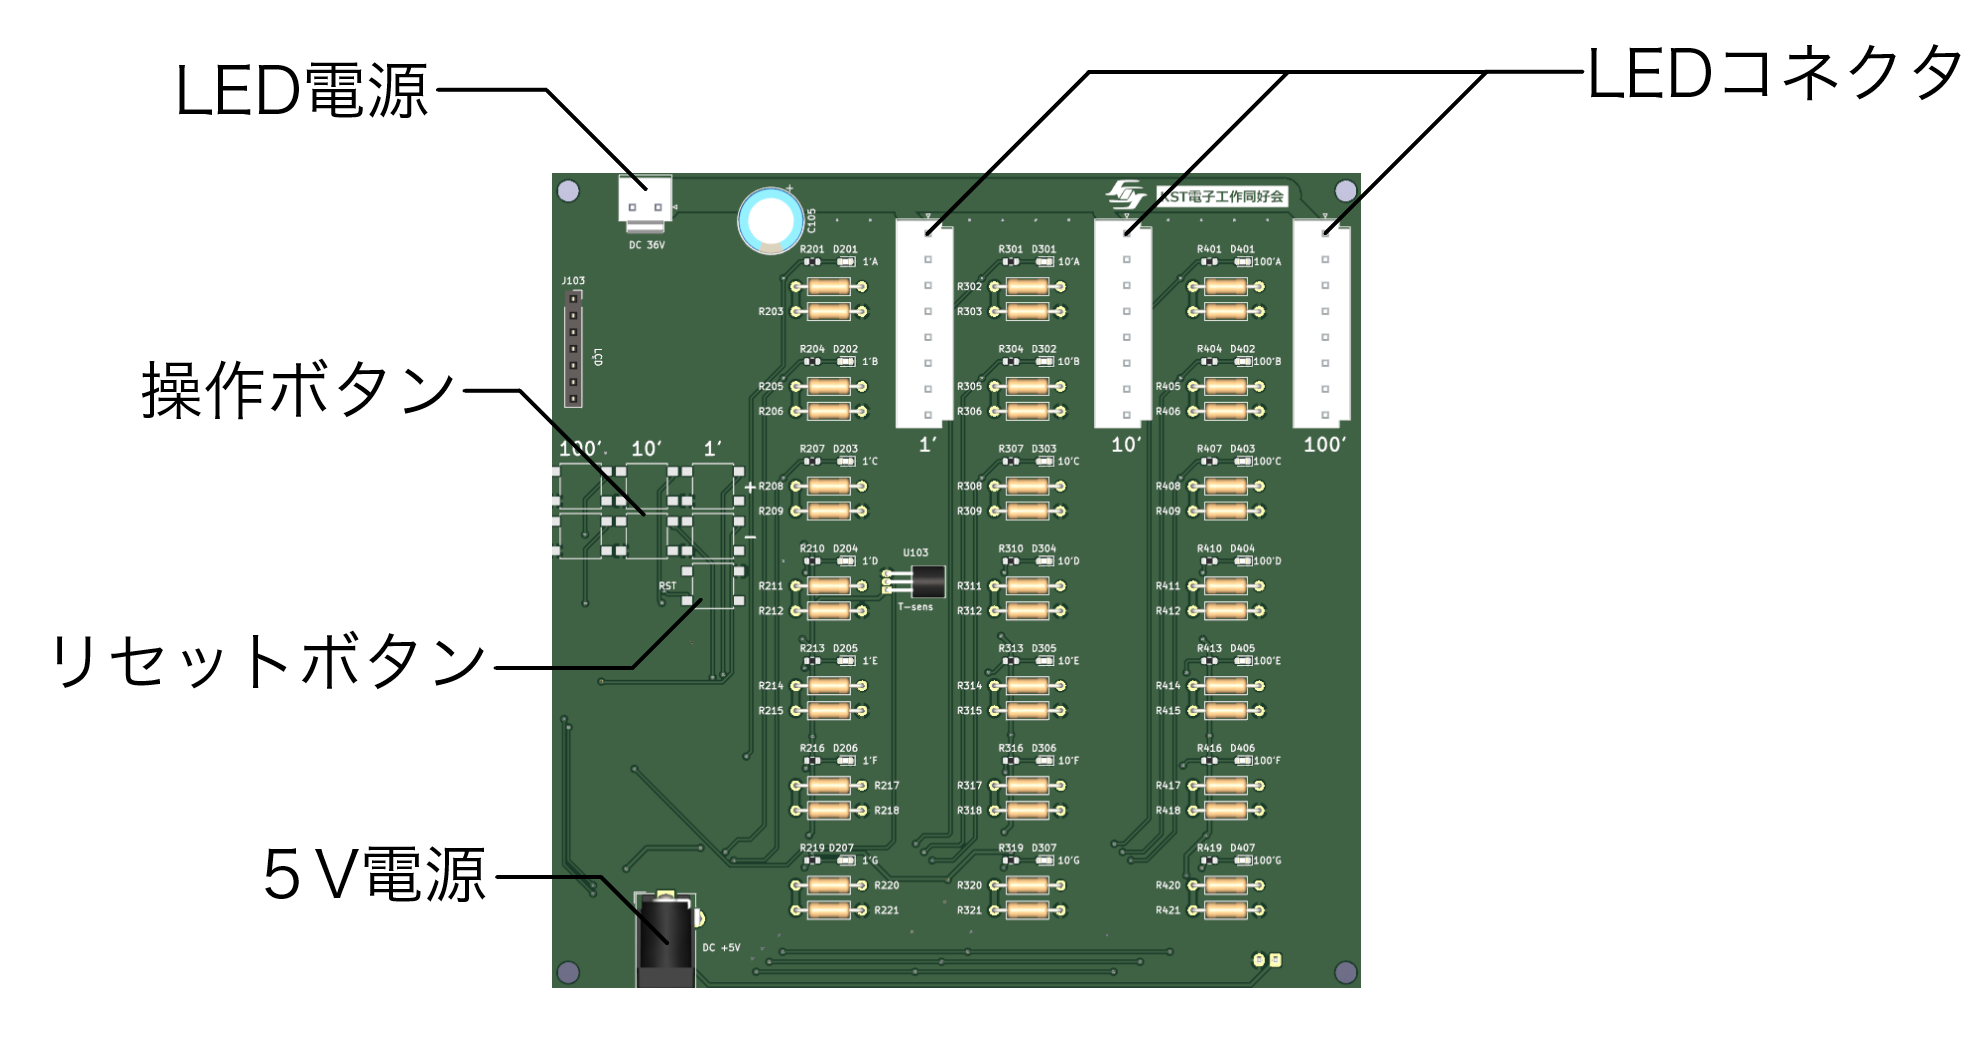 LED電源
LEDコネクタ
KST電子工作同好会
DC 36V
C105
+
J103
LCD
操作ボタン
100' 10' 1'
+
-
RST
リセットボタン
5V電源
DC +5V
R201 D201 1'A
R203
R204 D202 1'B
R205
R206
R207 D203 1'C
R208
R209
R210 D204 1'D
R211
R212
R213 D205 1'E
R214
R215
R216 D206 1'F
R217
R218
R219 D207 1'G
R220
R221
1'
U103
T-sens
R301 D301 10'A
R302
R303
R304 D302 10'B
R305
R306
R307 D303 10'C
R308
R309
R310 D304 10'D
R311
R312
R313 D305 10'E
R314
R315
R316 D306 10'F
R317
R318
R319 D307 10'G
R320
R321
10'
R401 D401 100'A
R404 D402 100'B
R405
R406
R407 D403 100'C
R408
R409
R410 D404 100'D
R411
R412
R413 D405 100'E
R414
R415
R416 D406 100'F
R417
R418
R419 D407 100'G
R420
R421
100'